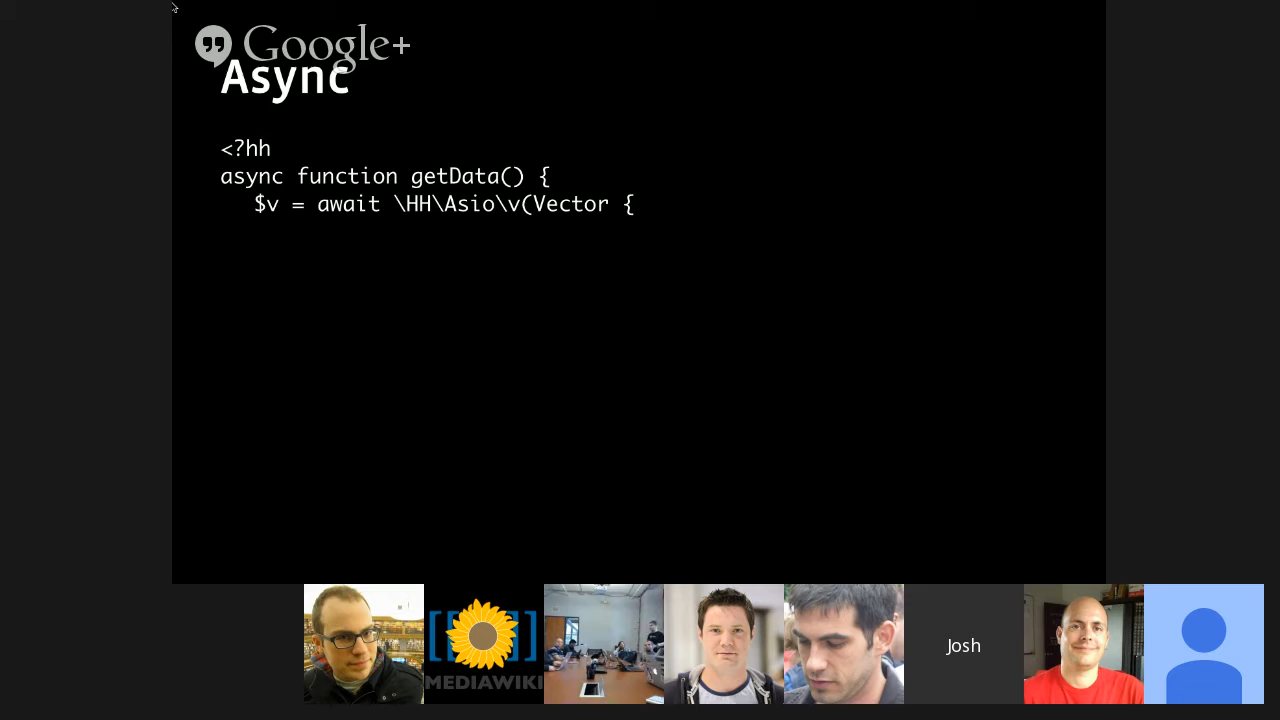 Google+
Async
<?hh
async function getData() {
$v = await \HH\Asio\v(Vector {
[[ ]]
MEDIAWIKI
Josh